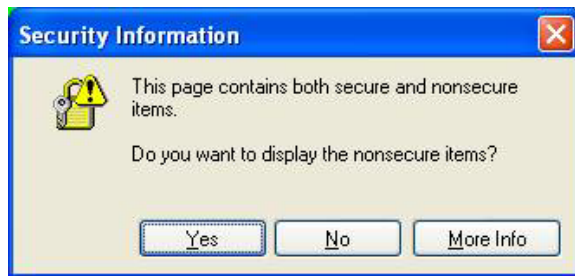 Security Information
This page contains both secure and nonsecure
items.
Do you want to display the nonsecure items?
Yes No More Info